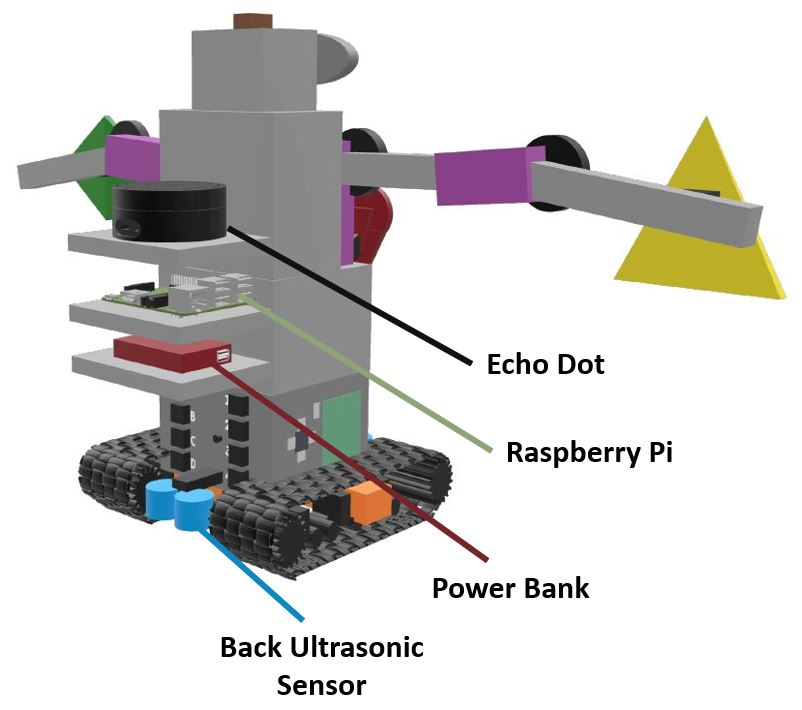 Echo Dot
Raspberry Pi
Power Bank
Back Ultrasonic
Sensor